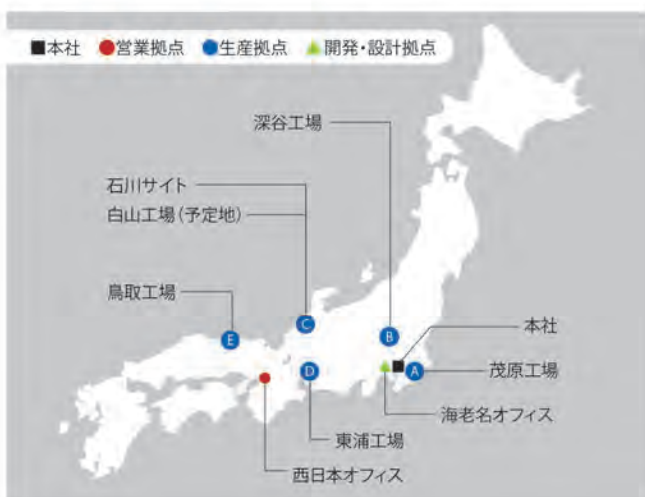 ■本社 ●営業拠点 ●生産拠点 ▲開発・設計拠点
深谷工場
石川サイト
白山工場(予定地)
鳥取工場
C
E
B
本社
A
茂原工場
D
海老名オフィス
東浦工場
西日本オフィス